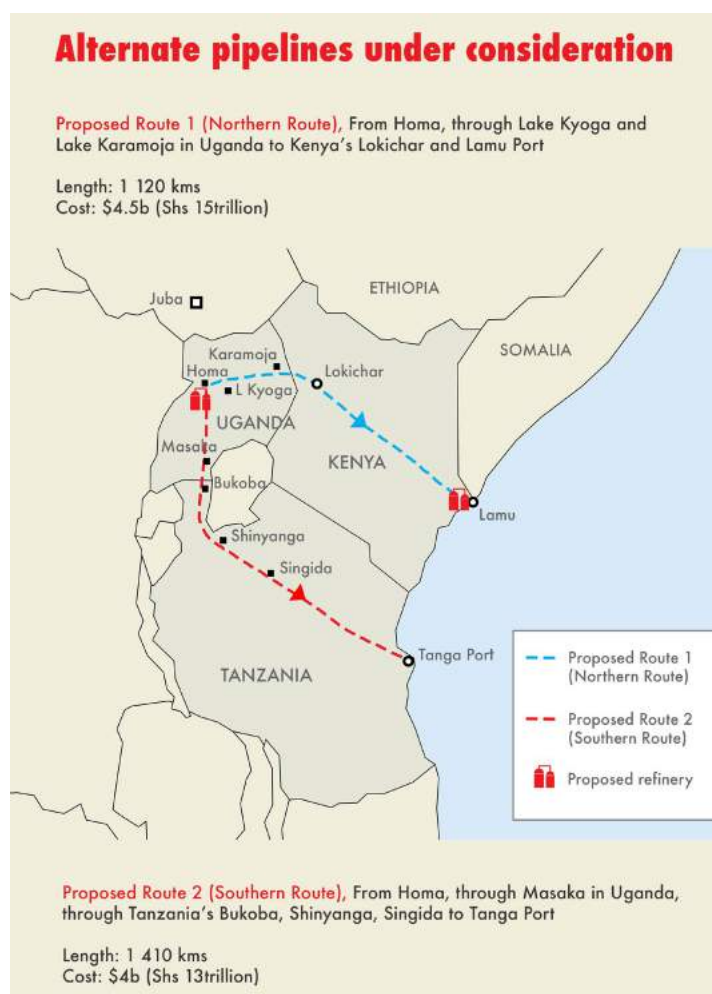 Alternate pipelines under consideration
Proposed Route 1 (Northern Route), From Homa, through Lake Kyoga and
Lake Karamoja in Uganda to Kenya's Lokichar and Lamu Port
Length: 1 120 kms
Cost: $4.5b (Shs 15trillion)
ETHIOPIA
Juba
SOMALIA
Karamoja
Homa
Lokichar
L Kyoga
UGANDA
Masaka
KENYA
Bukoba
Lamu
Shinyanga
Singida
Tanga Port
TANZANIA
Proposed Route 1
(Northern Route)
Proposed Route 2
(Southern Route)
Proposed refinery
Proposed Route 2 (Southern Route), From Homa, through Masaka in Uganda,
through Tanzania's Bukoba, Shinyanga, Singida to Tanga Port
Length: 1 410 kms
Cost: $4b (Shs 13trillion)